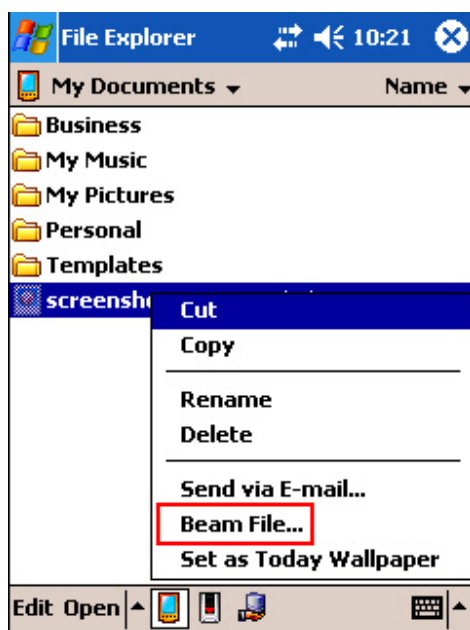 File Explorer 10:21
My Documents Name
Business
My Music
My Pictures
Personal
Templates
Cut
Copy
Rename
Delete
Send via E-mail...
Beam File...
Set as Today Wallpaper
Edit Open